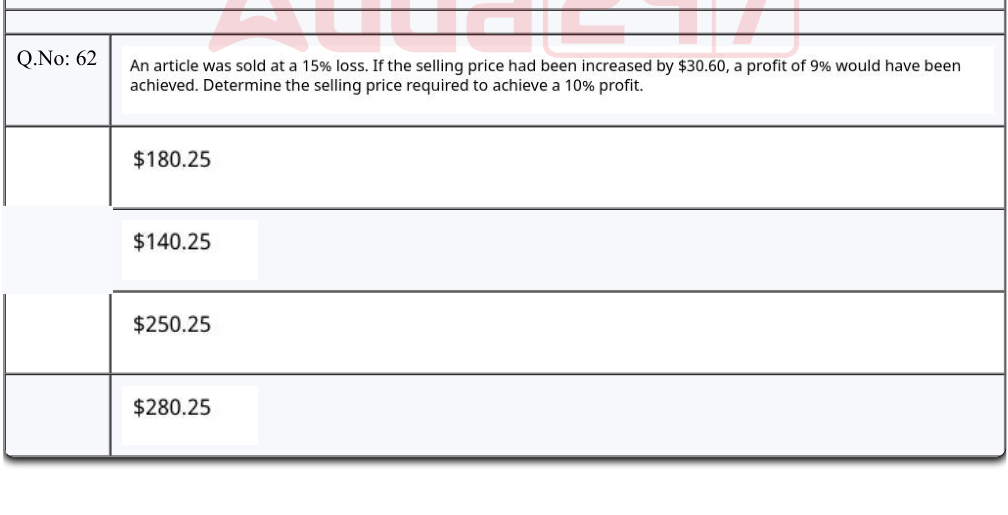 Adda247
Q.No: 62
An article was sold at a 15% loss. If the selling price had been increased by $30.60, a profit of 9% would have been
achieved. Determine the selling price required to achieve a 10% profit.
$180.25
$140.25
$250.25
$280.25